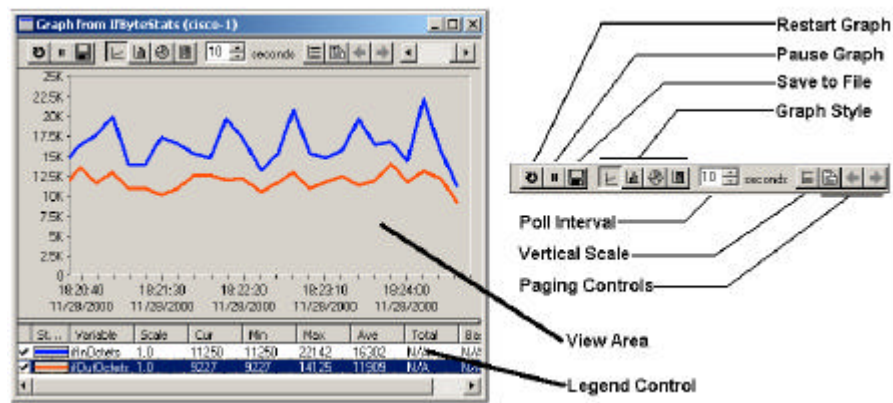 Graph from IfByteStats (cisco-1)
10 seconds
25K
22.5K
20K
17.5K
15K
12.5K
10K
7.5K
5K
2.5K
0
18:20:40 18:21:30 18:22:20 18:23:10 18:24:00
11/28/2000 11/28/2000 11/28/2000 11/28/2000 11/28/2000
St... Variable Scale Cur Min Max Ave Total
ifInOctets 1.0 11250 11250 22142 16302 N/A
ifOutOctets 1.0 9227 9227 14125 11909 N/A
Restart Graph
Pause Graph
Save to File
Graph Style
10 seconds
Poll Interval
Vertical Scale
Paging Controls
View Area
Legend Control